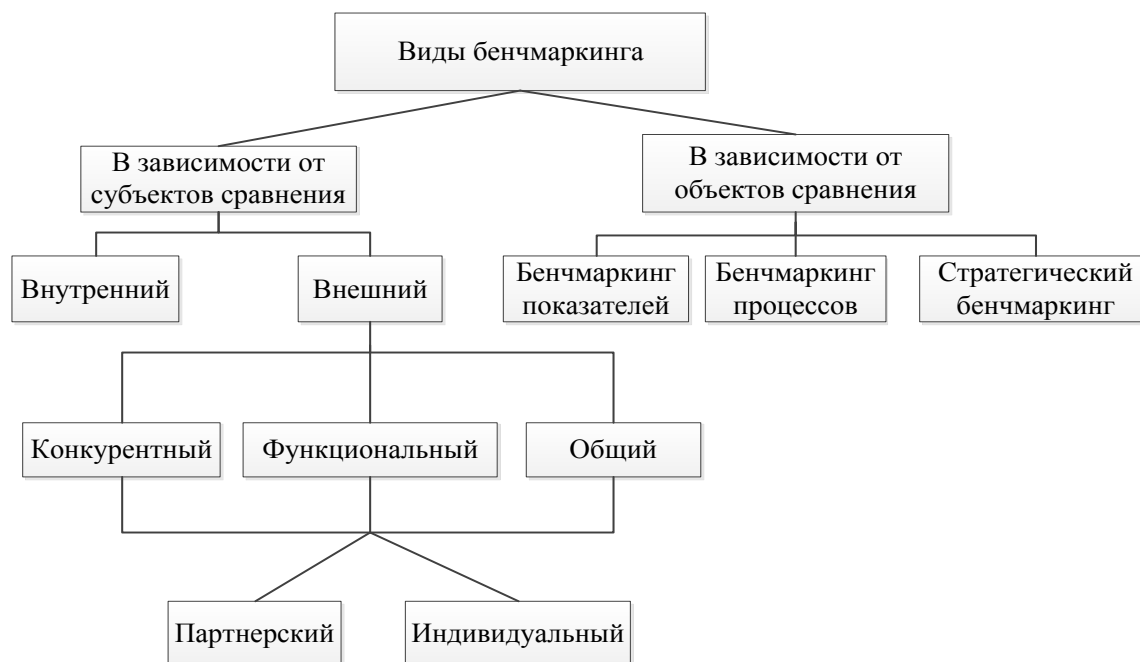 Виды бенчмаркинга
В зависимости от
субъектов сравнения
В зависимости от
объектов сравнения
Внутренний
Внешний
Бенчмаркинг
показателей
Бенчмаркинг
процессов
Стратегический
бенчмаркинг
Конкурентный
Функциональный
Общий
Партнерский
Индивидуальный